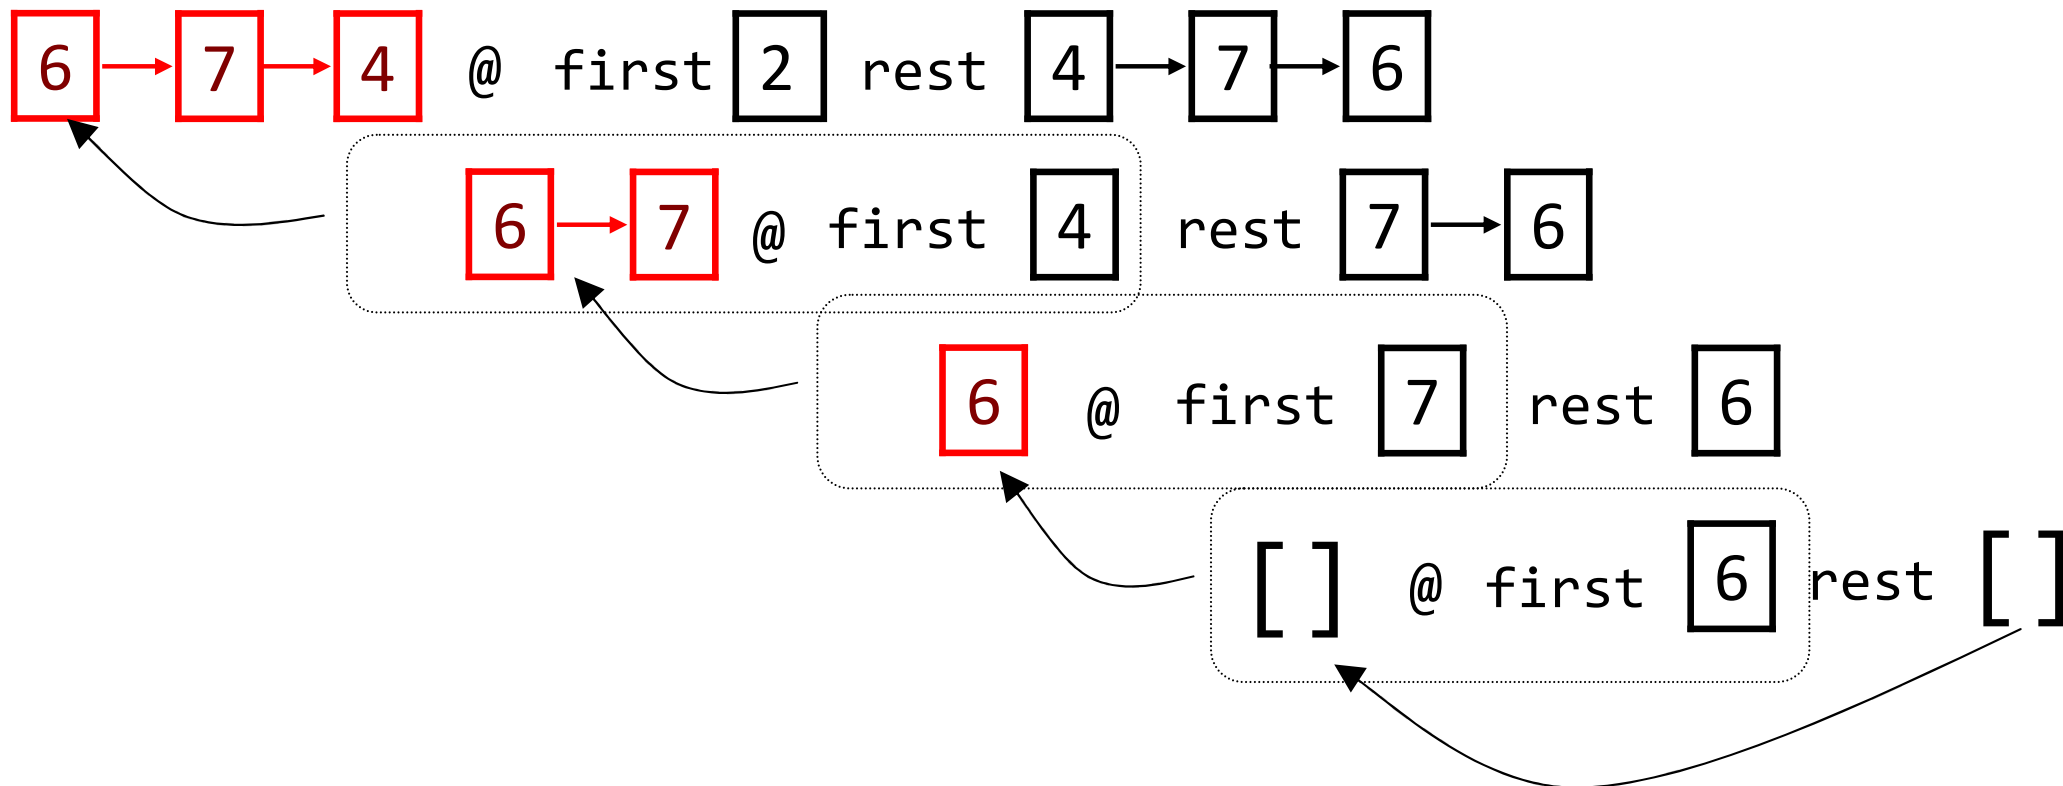 6 7 4 @ first 2 rest 4 7 6
6 7 @ first 4 rest 7 6
6 @ first 7 rest 6
[] @ first 6 rest []